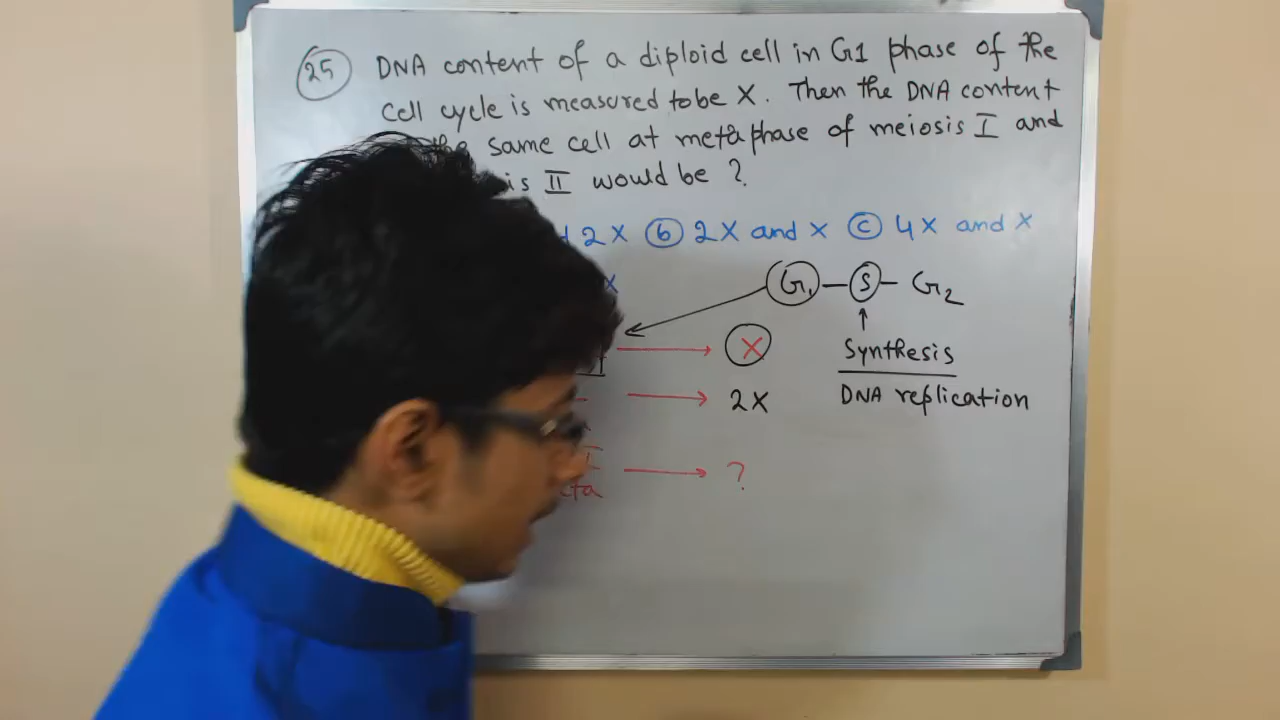 25 DNA content of a diploid cell in G1 phase of the
cell cycle is measured to be X. Then the DNA content
the same cell at metaphase of meiosis I and
is II would be ?
2X (b) 2X and X (c) 4X and X
X
G1 - S - G2
X
Synthesis
2X
DNA replication
?